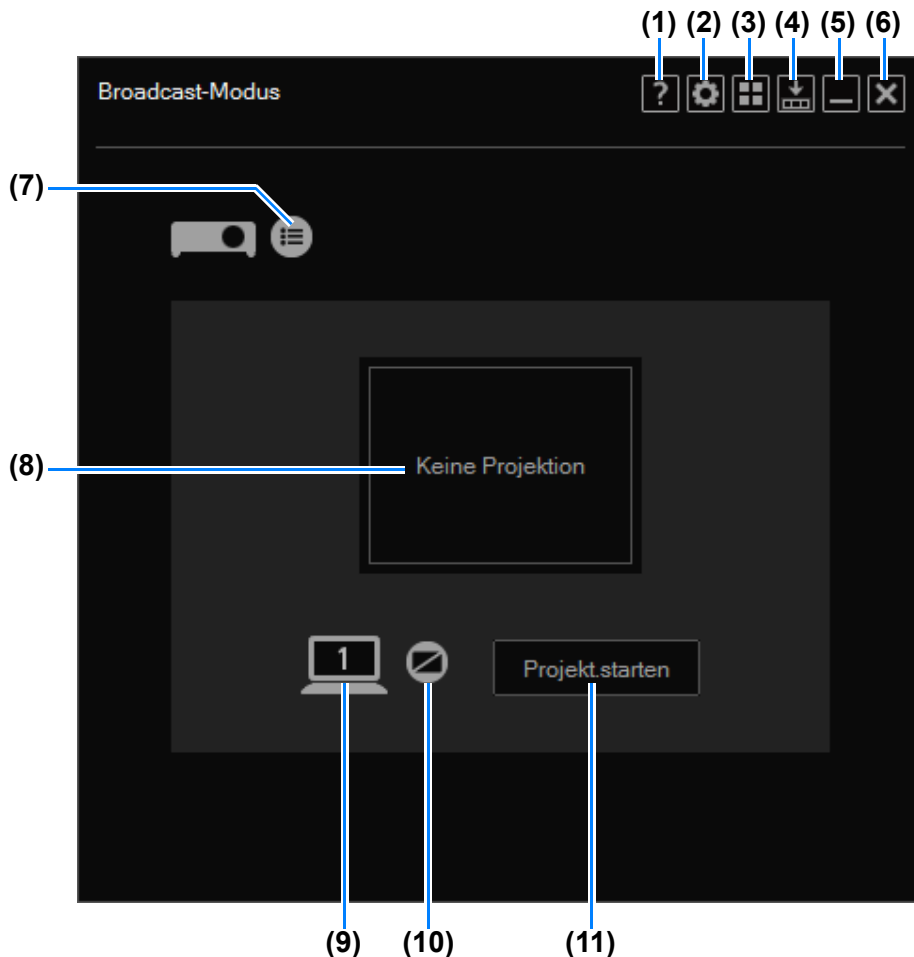 (1) (2) (3) (4) (5) (6)
Broadcast-Modus
?
(7)
(8)
Keine Projektion
1
Projekt.starten
(9) (10) (11)